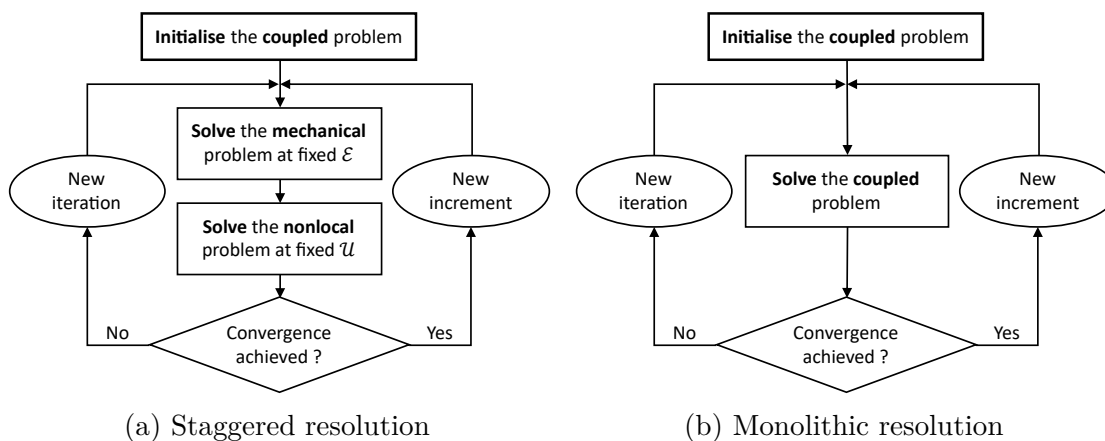 Initialise the coupled problem
Solve the mechanical
problem at fixed ℰ
New
iteration
New
increment
Solve the nonlocal
problem at fixed 𝒰
No
Yes
Convergence
achieved ?
(a) Staggered resolution
Initialise the coupled problem
New
iteration
Solve the coupled
problem
New
increment
No
Yes
Convergence
achieved ?
(b) Monolithic resolution